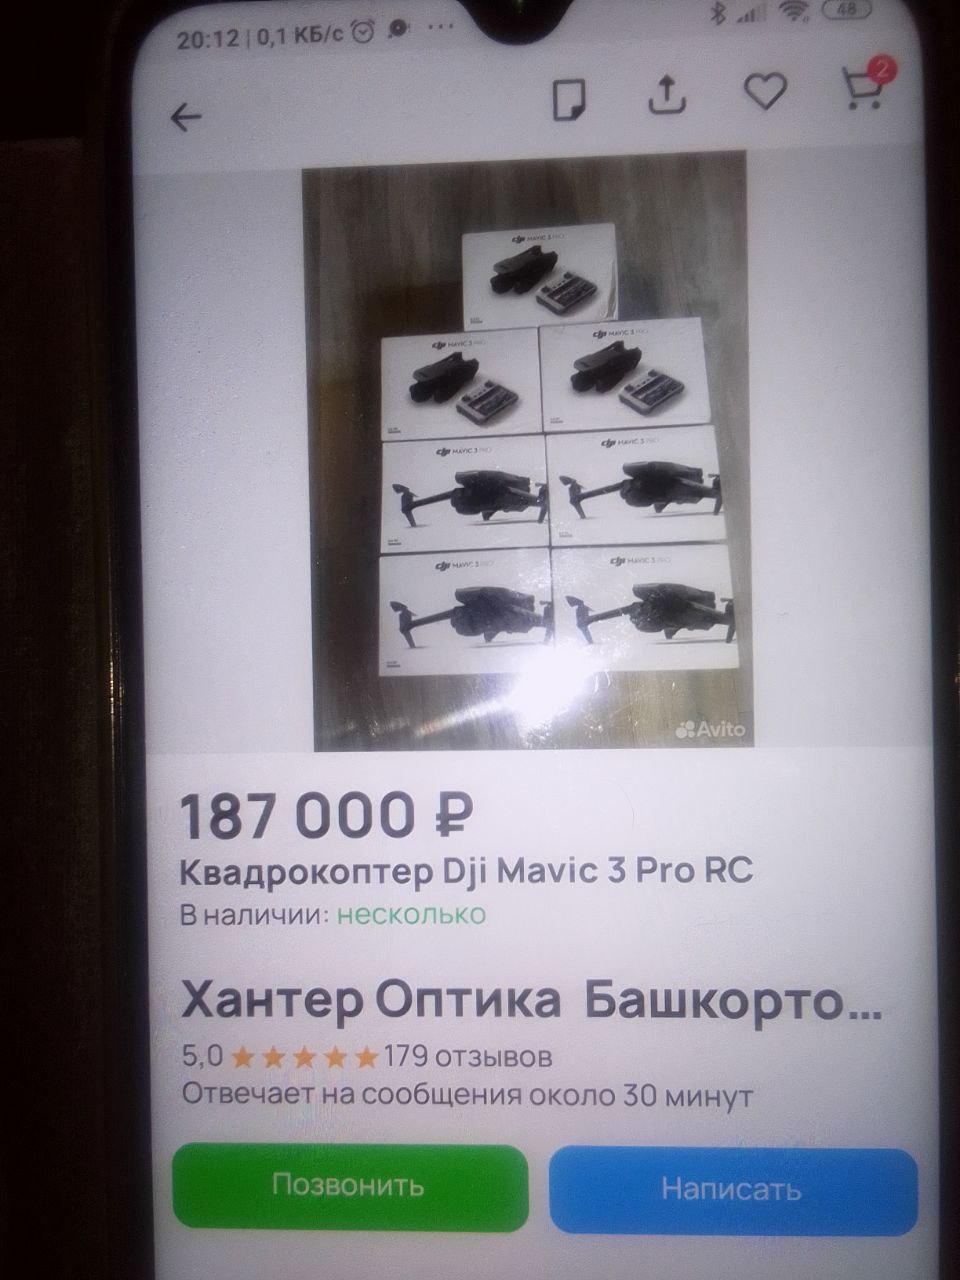 20:12 | 0,1 КБ/с ...
48
2
dji MAVIC 3 PRO
dji MAVIC 3 PRO
dji MAVIC 3 PRO
dji MAVIC 3 PRO
dji MAVIC 3 PRO
dji MAVIC 3 PRO
dji MAVIC 3 PRO
Avito
187 000 ₽
Квадрокоптер Dji Mavic 3 Pro RC
В наличии: несколько
Хантер Оптика Башкорто...
5,0 179 отзывов
Отвечает на сообщения около 30 минут
Позвонить
Написать